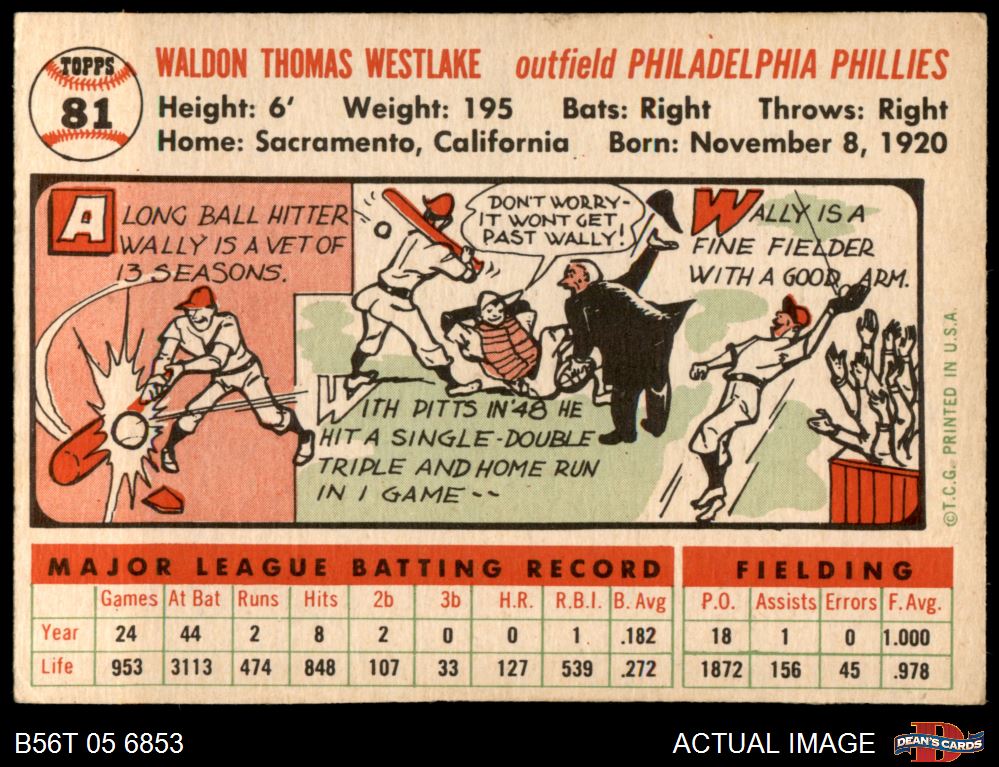 TOPPS
81
WALDON THOMAS WESTLAKE outfield PHILADELPHIA PHILLIES
Height: 6' Weight: 195 Bats: Right Throws: Right
Home: Sacramento, California Born: November 8, 1920
A LONG BALL HITTER
WALLY IS A VET OF
13 SEASONS.
DON'T WORRY-
IT WONT GET
PAST WALLY!
WITH PITTS IN '48 HE
HIT A SINGLE-DOUBLE
TRIPLE AND HOME RUN
IN 1 GAME--
WALLY IS A
FINE FIELDER
WITH A GOOD ARM.
©T.C.G. PRINTED IN U.S.A.
MAJOR LEAGUE BATTING RECORD FIELDING
Games At Bat Runs Hits 2b 3b H.R. R.B.I. B. Avg P.O. Assists Errors F. Avg.
Year 24 44 2 8 2 0 0 1 .182 18 1 0 1.000
Life 953 3113 474 848 107 33 127 539 .272 1872 156 45 .978
B56T 05 6853 ACTUAL IMAGE DEAN'S CARDS